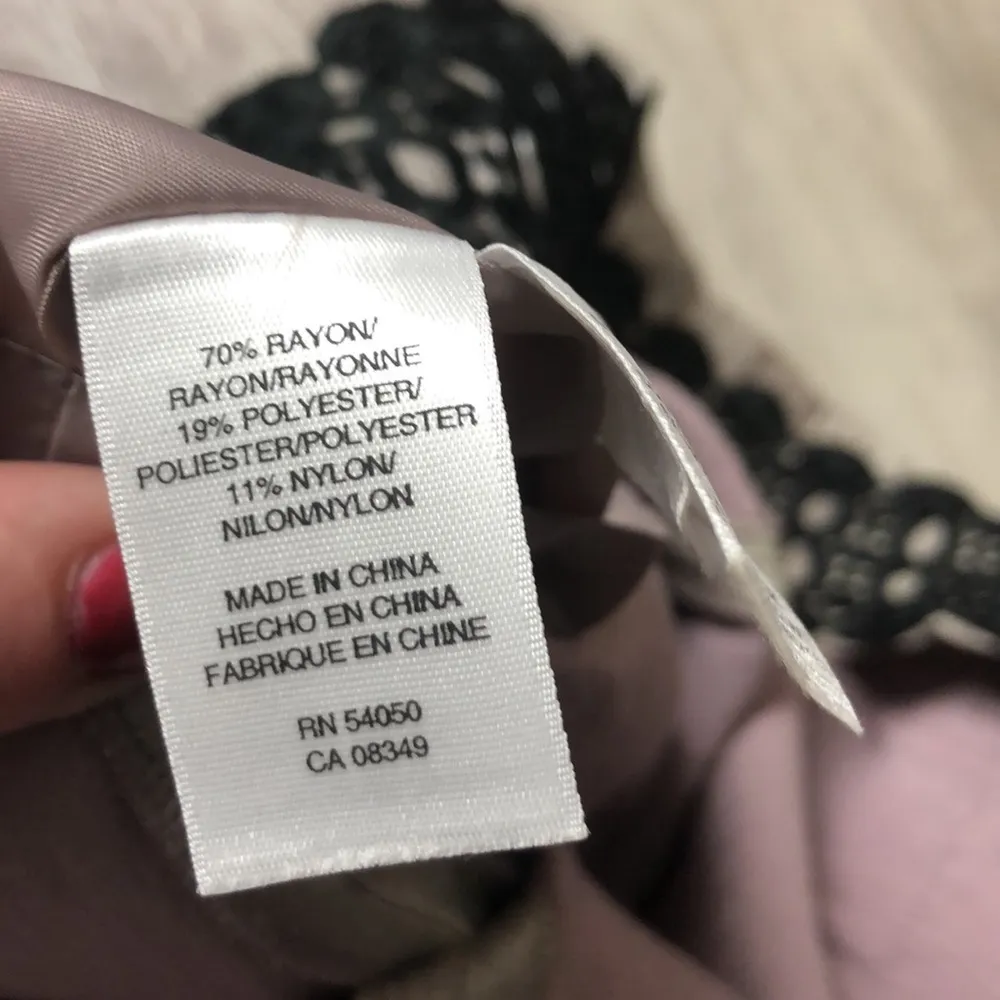 70% RAYON/
RAYON/RAYONNE
19% POLYESTER/
POLIESTER/POLYESTER
11% NYLON/
NILON/NYLON
MADE IN CHINA
HECHO EN CHINA
FABRIQUE EN CHINE
RN 54050
CA 08349